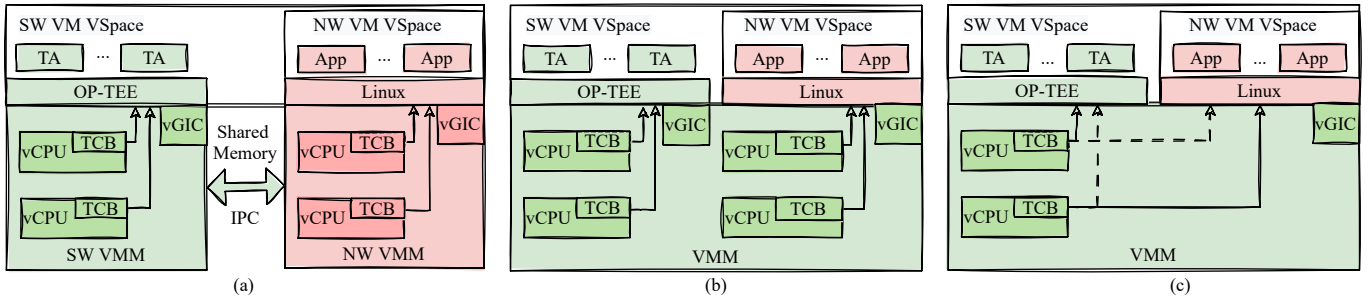 SW VM VSpace
TA ... TA
OP-TEE
vGIC
vCPU TCB
vCPU TCB
SW VMM
Shared
Memory
IPC
NW VM VSpace
App ... App
Linux
vGIC
vCPU TCB
vCPU TCB
NW VMM
(a)
SW VM VSpace
TA ... TA
OP-TEE
vGIC
vCPU TCB
vCPU TCB
NW VM VSpace
App ... App
Linux
vGIC
vCPU TCB
vCPU TCB
VMM
(b)
SW VM VSpace
TA ... TA
OP-TEE
NW VM VSpace
App ... App
Linux
vGIC
vCPU TCB
vCPU TCB
VMM
(c)